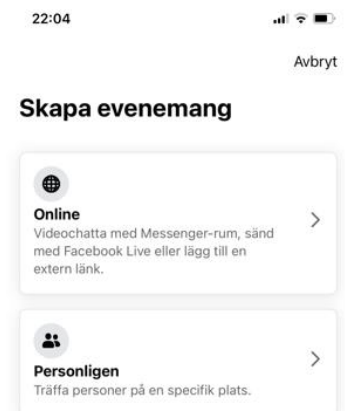 22:04
Avbryt
Skapa evenemang
Online
Videochatta med Messenger-rum, sänd
med Facebook Live eller lägg till en
extern länk.
Personligen
Träffa personer på en specifik plats.